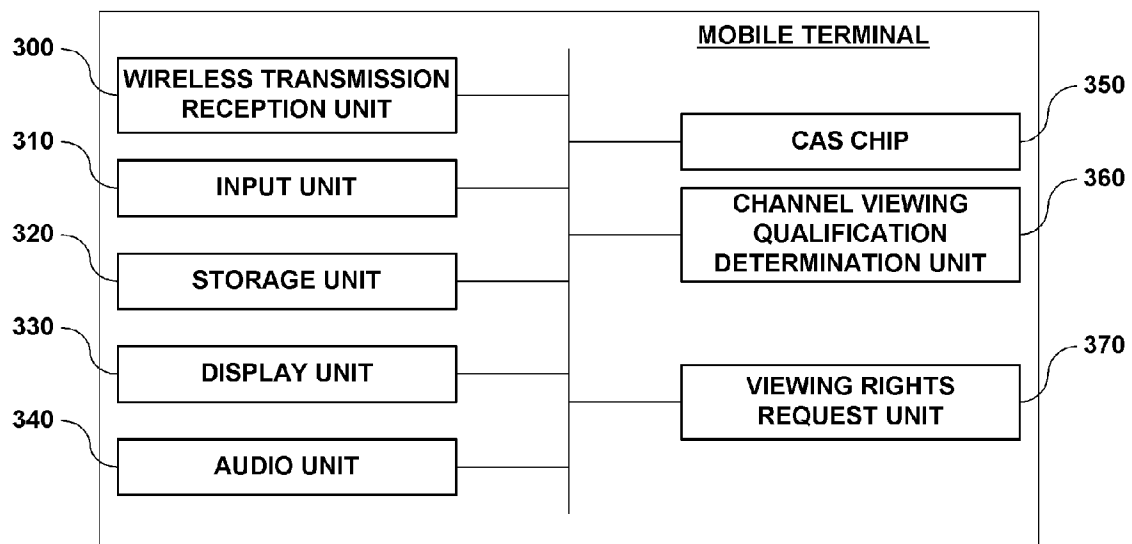 MOBILE TERMINAL
300
WIRELESS TRANSMISSION
RECEPTION UNIT
310
INPUT UNIT
320
STORAGE UNIT
330
DISPLAY UNIT
340
AUDIO UNIT
350
CAS CHIP
360
CHANNEL VIEWING
QUALIFICATION
DETERMINATION UNIT
370
VIEWING RIGHTS
REQUEST UNIT